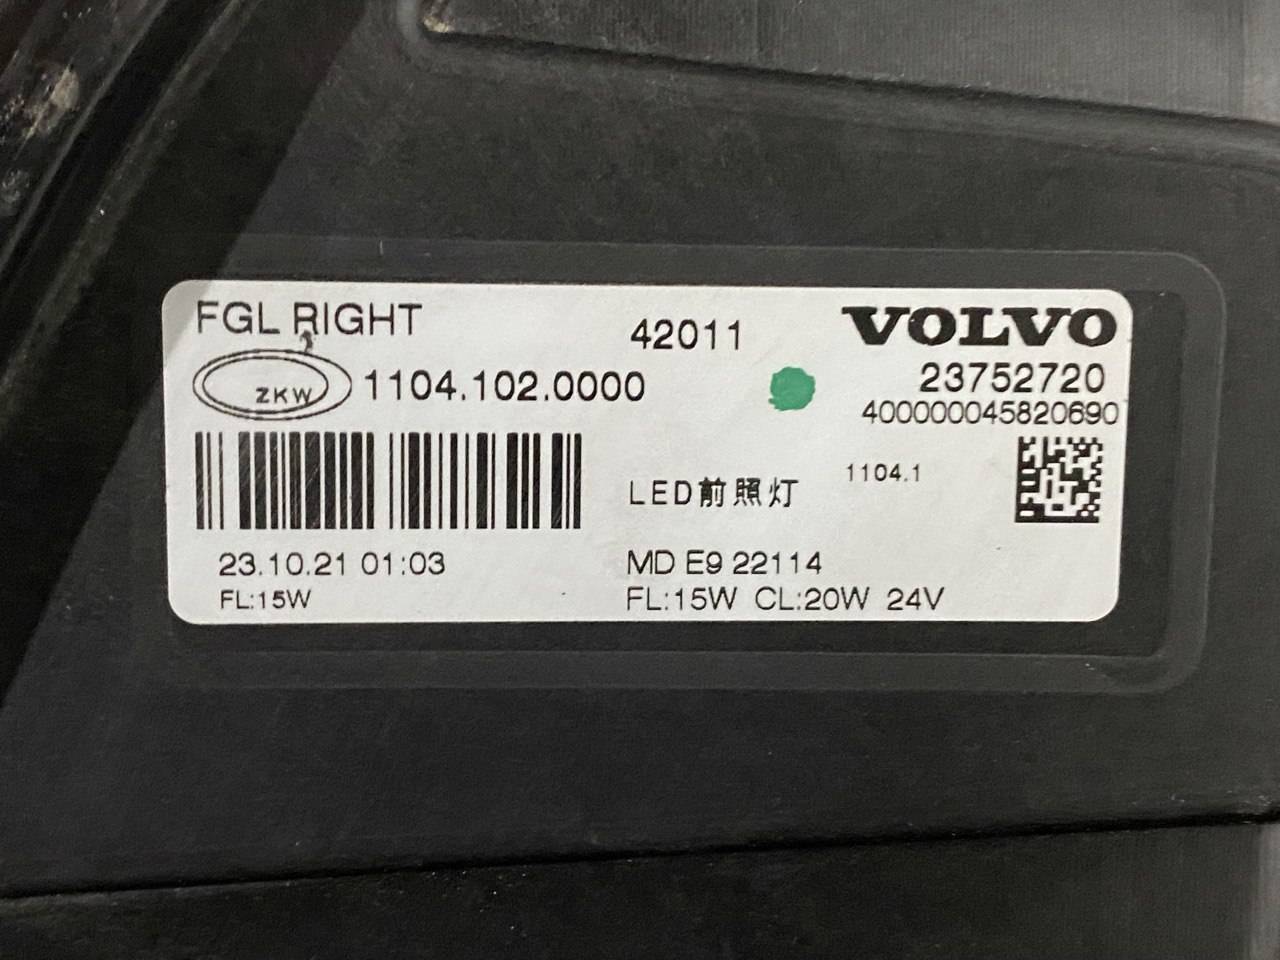 FGL RIGHT
42011
VOLVO
ZKW
1104.102.0000
23752720
400000045820690
LED前照灯
1104.1
23.10.21 01:03
MD E9 22114
FL:15W
FL:15W CL:20W 24V